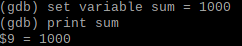 (gdb) set variable sum = 1000
(gdb) print sum
$9 = 1000